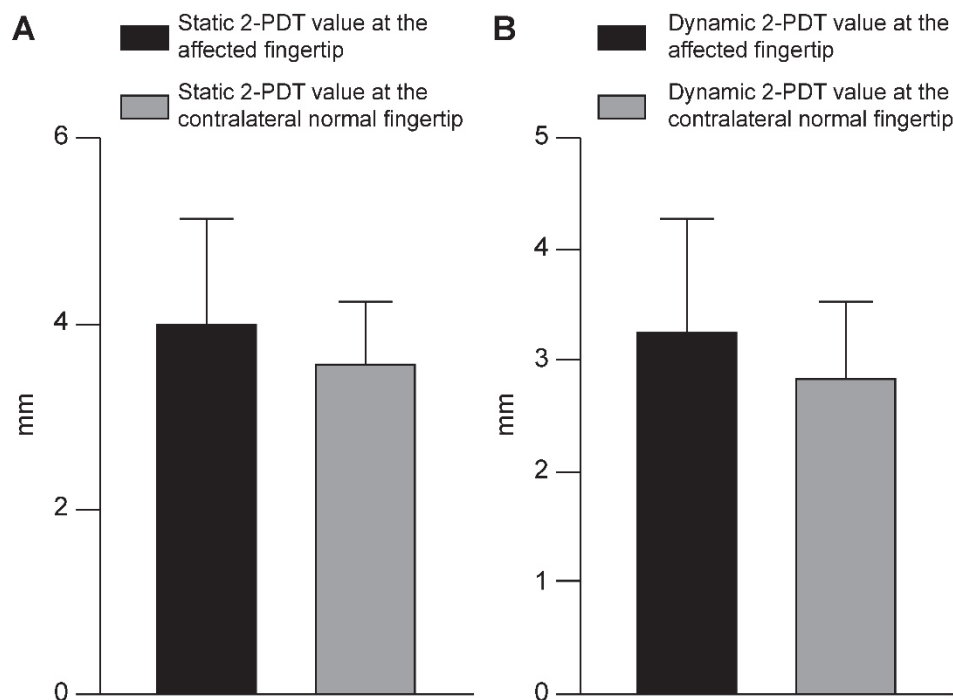 A
Static 2-PDT value at the
affected fingertip
Static 2-PDT value at the
contralateral normal fingertip
6
4
2
0
mm
B
Dynamic 2-PDT value at the
affected fingertip
Dynamic 2-PDT value at the
contralateral normal fingertip
5
4
3
2
1
0
mm